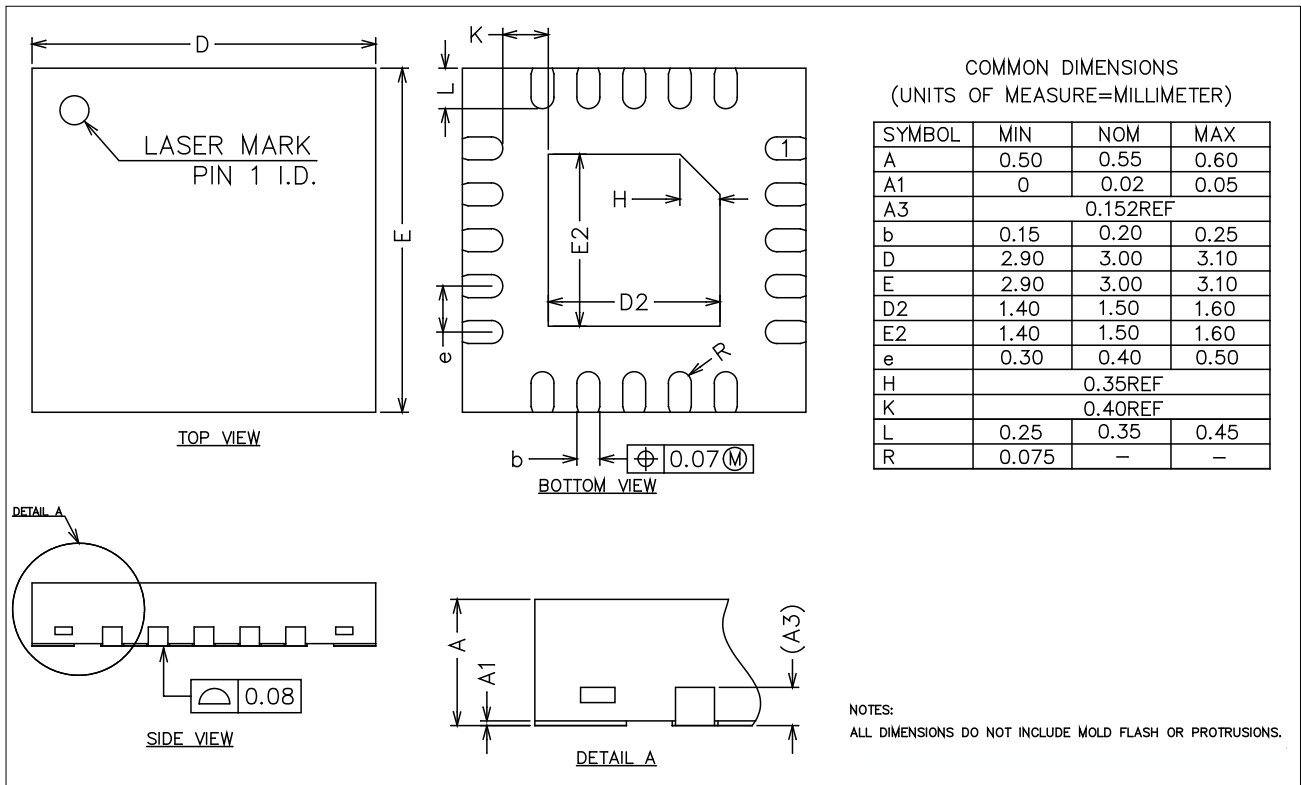 D
LASER MARK
PIN 1 I.D.
E
TOP VIEW
K
L
1
H
E2
D2
e
R
b
0.07 Ⓜ
BOTTOM VIEW
COMMON DIMENSIONS
(UNITS OF MEASURE=MILLIMETER)
SYMBOL MIN NOM MAX
A 0.50 0.55 0.60
A1 0 0.02 0.05
A3 0.152REF
b 0.15 0.20 0.25
D 2.90 3.00 3.10
E 2.90 3.00 3.10
D2 1.40 1.50 1.60
E2 1.40 1.50 1.60
e 0.30 0.40 0.50
H 0.35REF
K 0.40REF
L 0.25 0.35 0.45
R 0.075 – –
DETAIL A
0.08
SIDE VIEW
A
A1
(A3)
DETAIL A
NOTES:
ALL DIMENSIONS DO NOT INCLUDE MOLD FLASH OR PROTRUSIONS.